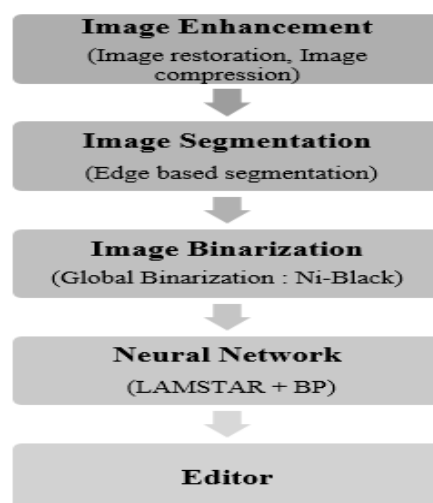 Image Enhancement
(Image restoration, Image
compression)
Image Segmentation
(Edge based segmentation)
Image Binarization
(Global Binarization : Ni-Black)
Neural Network
(LAMSTAR + BP)
Editor